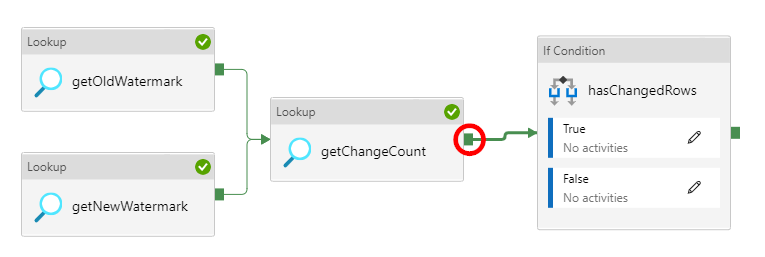 Lookup
getOldWatermark
Lookup
getNewWatermark
Lookup
getChangeCount
If Condition
hasChangedRows
True
No activities
False
No activities